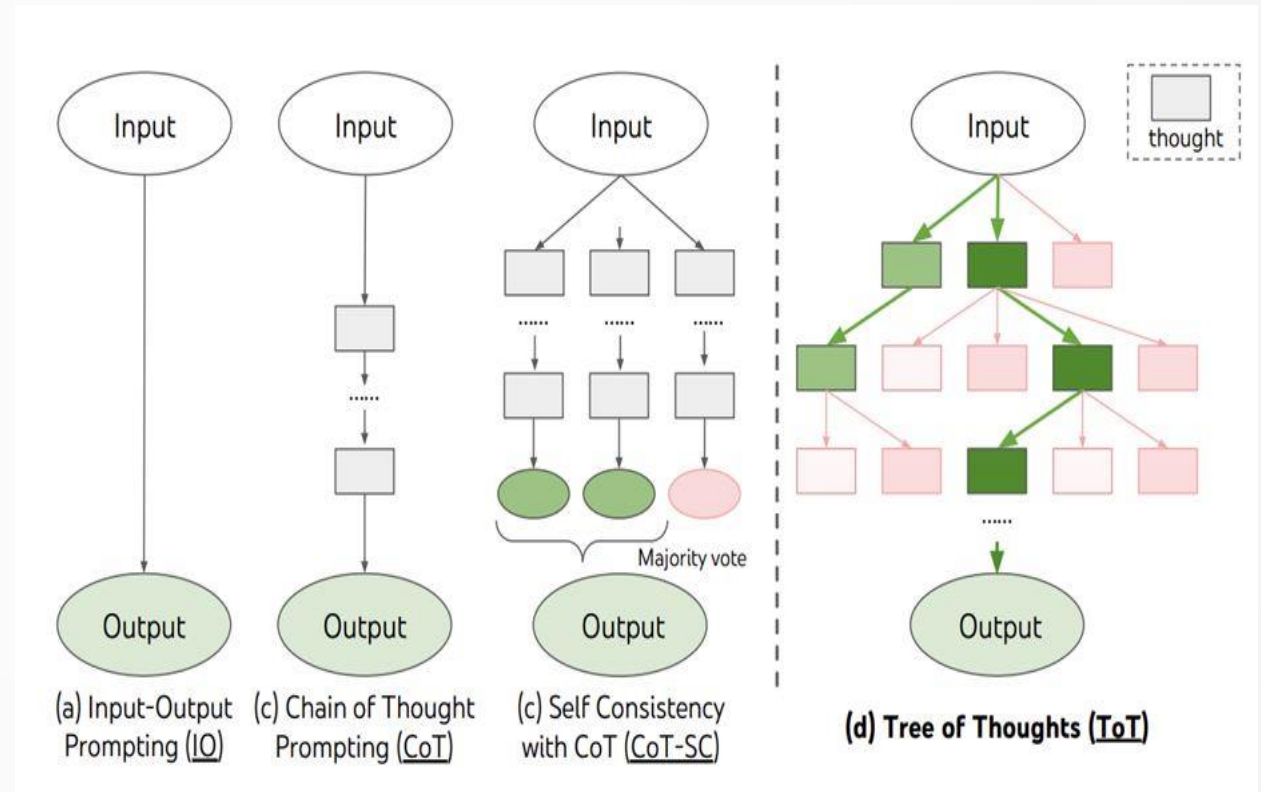 Input
Input
Input
Input
thought
......
......
......
......
......
Majority vote
Output
Output
Output
Output
(a) Input-Output
Prompting (IO)
(c) Chain of Thought
Prompting (CoT)
(c) Self Consistency
with CoT (CoT-SC)
(d) Tree of Thoughts (ToT)